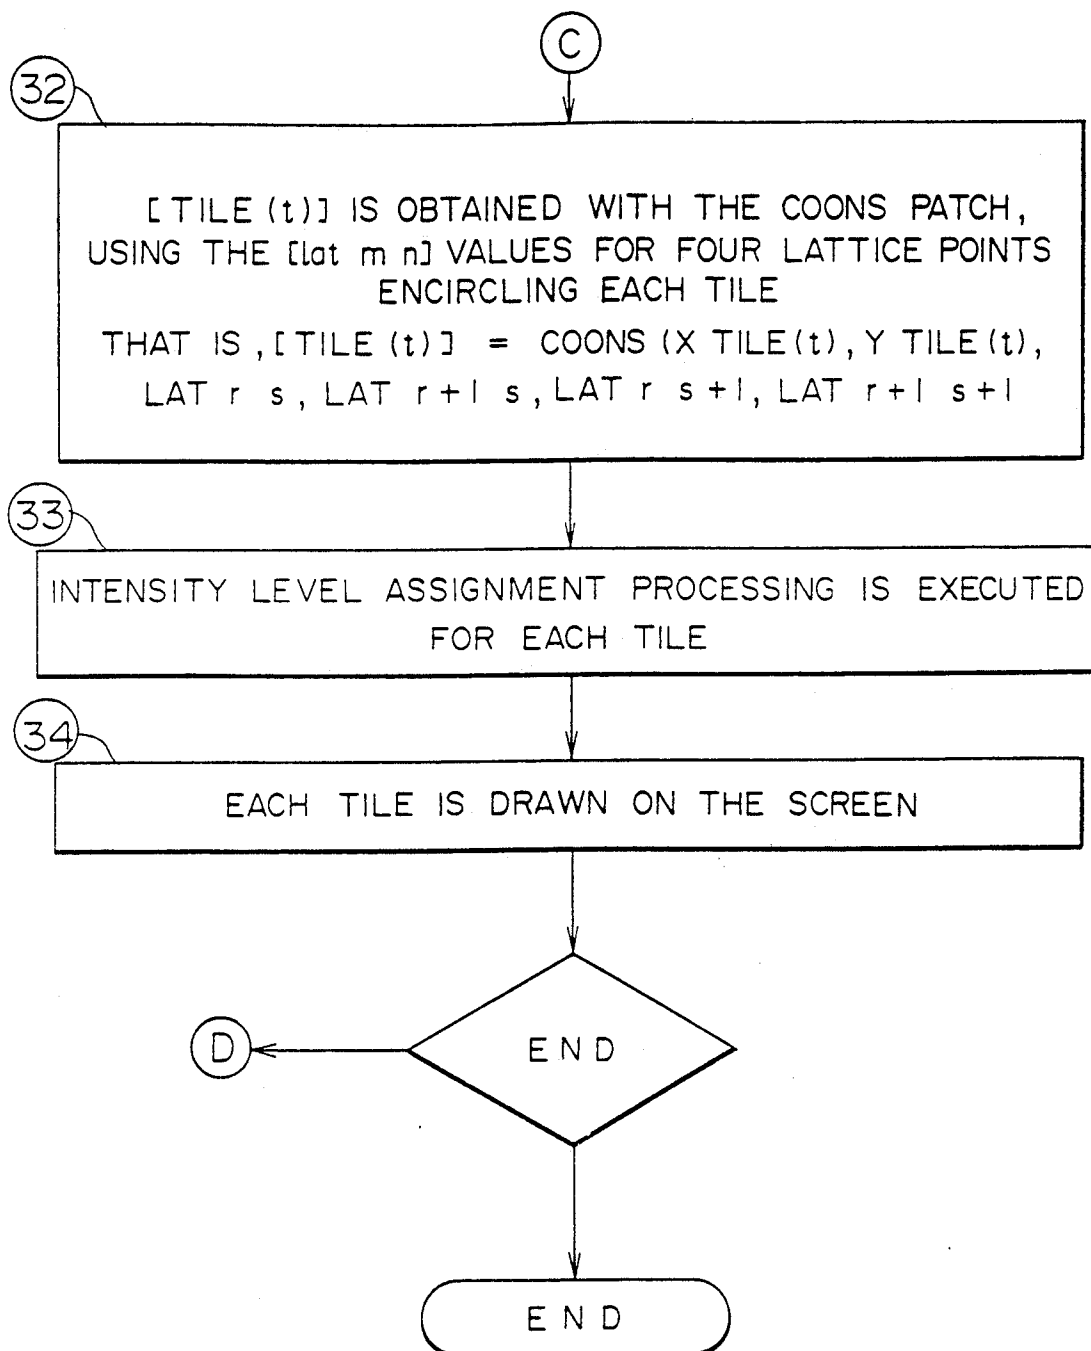 C
32
[TILE (t)] IS OBTAINED WITH THE COONS PATCH,
USING THE [lat m n] VALUES FOR FOUR LATTICE POINTS
ENCIRCLING EACH TILE
THAT IS, [TILE (t)] = COONS (X TILE(t), Y TILE(t),
LAT r s, LAT r+1 s, LAT r s+1, LAT r+1 s+1
33
INTENSITY LEVEL ASSIGNMENT PROCESSING IS EXECUTED
FOR EACH TILE
34
EACH TILE IS DRAWN ON THE SCREEN
D
END
END